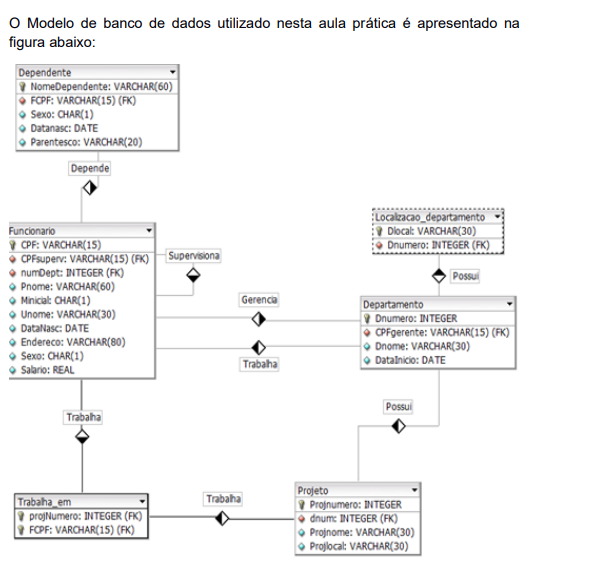 O Modelo de banco de dados utilizado nesta aula prática é apresentado na
figura abaixo:
Dependente
NomeDependente: VARCHAR(60)
FCPF: VARCHAR(15) (FK)
Sexo: CHAR(1)
Datanasc: DATE
Parentesco: VARCHAR(20)
Depende
Funcionario
CPF: VARCHAR(15)
CPFsuperv: VARCHAR(15) (FK)
numDept: INTEGER (FK)
Pnome: VARCHAR(60)
Minicial: CHAR(1)
Unome: VARCHAR(30)
DataNasc: DATE
Endereco: VARCHAR(80)
Sexo: CHAR(1)
Salario: REAL
Supervisiona
Gerencia
Trabalha
Localizacao_departamento
Dlocal: VARCHAR(30)
Dnumero: INTEGER (FK)
Possui
Departamento
Dnumero: INTEGER
CPFgerente: VARCHAR(15) (FK)
Dnome: VARCHAR(30)
DataInicio: DATE
Trabalha
Possui
Trabalha_em
projNumero: INTEGER (FK)
FCPF: VARCHAR(15) (FK)
Trabalha
Projeto
Projnumero: INTEGER
dnum: INTEGER (FK)
Projnome: VARCHAR(30)
Projlocal: VARCHAR(30)